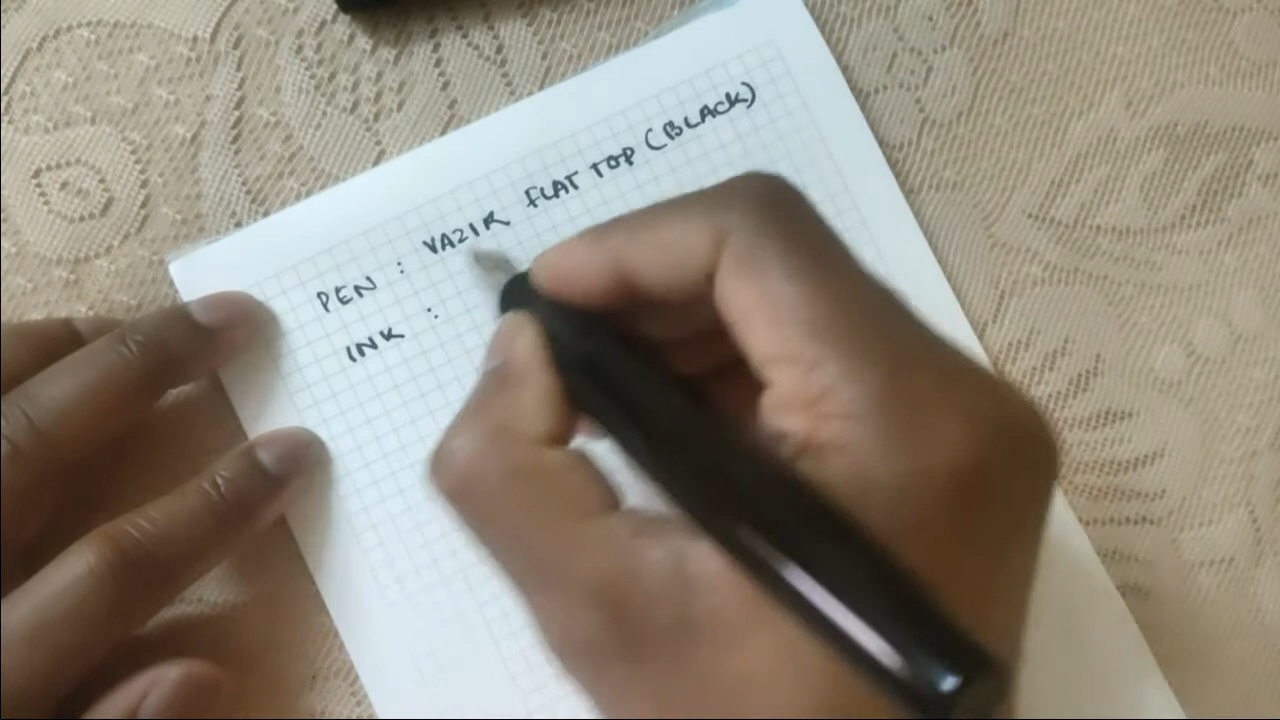 PEN : VAZIR FLAT TOP (BLACK)
INK :